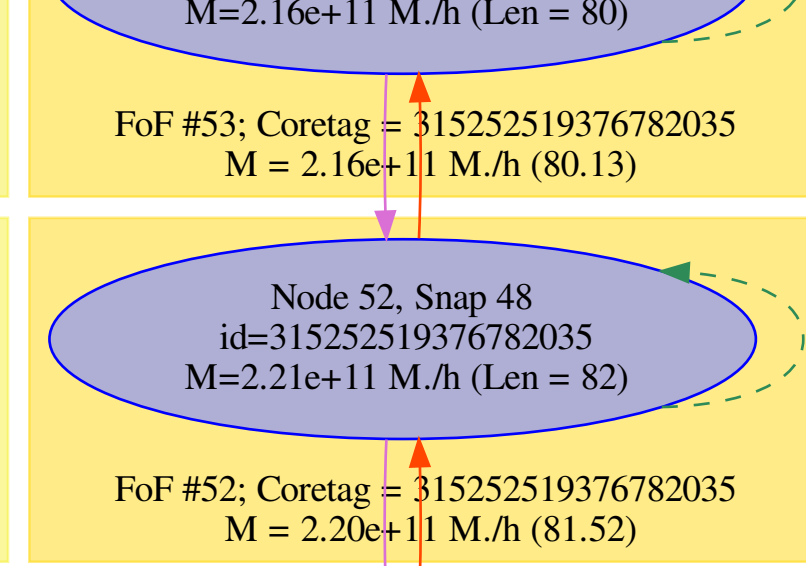 M=2.16e+11 M./h (Len = 80)
FoF #53; Coretag = 315252519376782035
M = 2.16e+11 M./h (80.13)
Node 52, Snap 48
id=315252519376782035
M=2.21e+11 M./h (Len = 82)
FoF #52; Coretag = 315252519376782035
M = 2.20e+11 M./h (81.52)